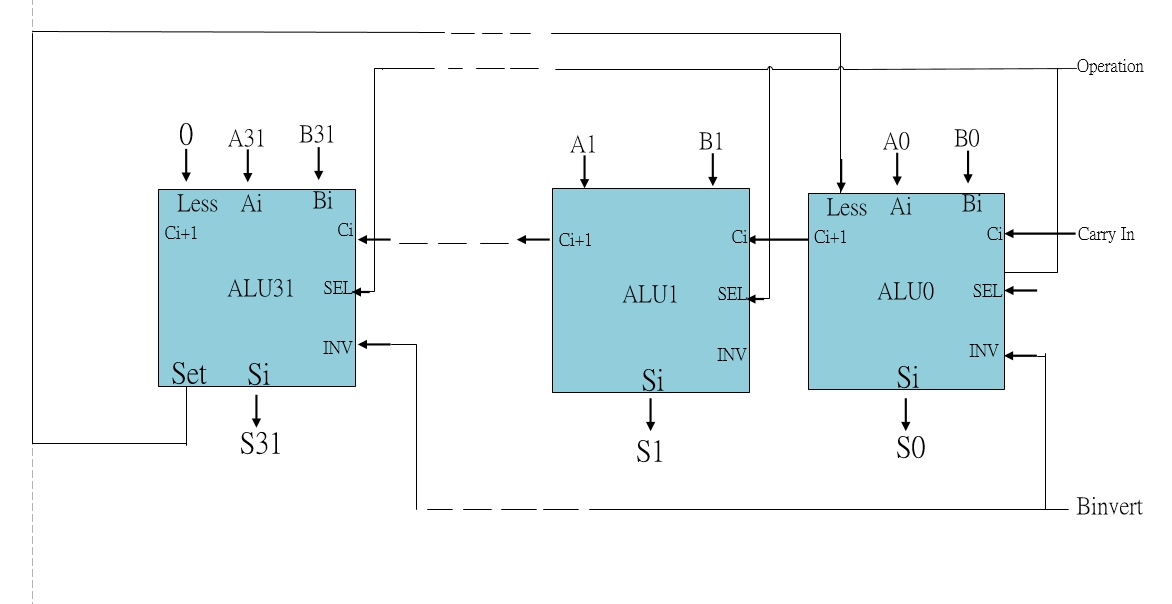 Operation
0 A31 B31
A1 B1
A0 B0
Less Ai Bi
Ci+1 Ci
ALU31 SEL
INV
Set Si
S31
Ci+1 Ci
ALU1 SEL
INV
Si
S1
Less Ai Bi
Ci+1 Ci Carry In
ALU0 SEL
INV
Si
S0
Binvert